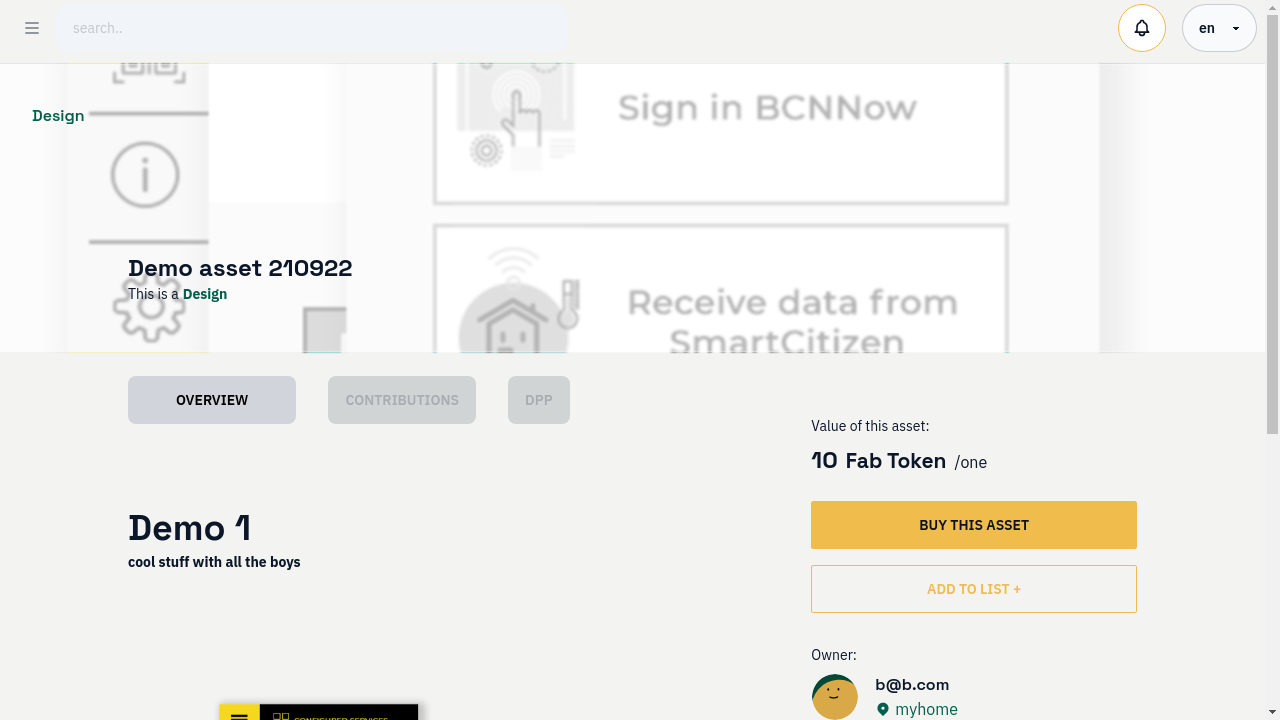 search..
en
Design
Sign in BCNNow
Receive data from
SmartCitizen
Demo asset 210922
This is a Design
OVERVIEW
CONTRIBUTIONS
DPP
Value of this asset:
10 Fab Token /one
BUY THIS ASSET
ADD TO LIST +
Demo 1
cool stuff with all the boys
Owner:
b@b.com
myhome
CONFIGURED SERVICES